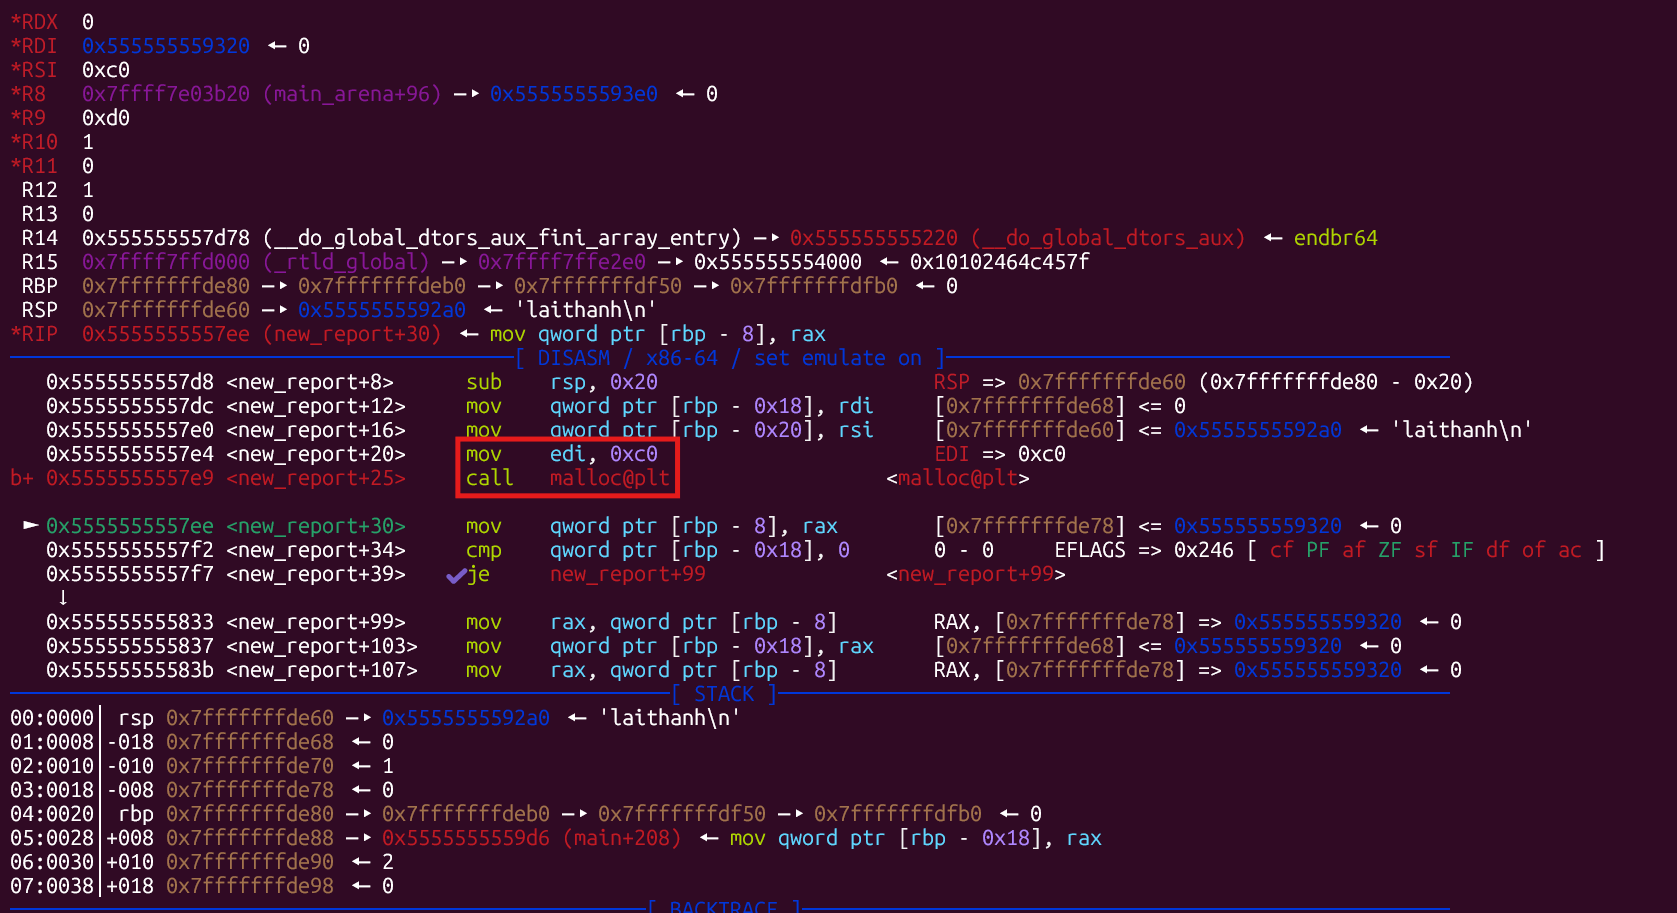 *RDX 0
*RDI 0x555555559320 ← 0
*RSI 0xc0
*R8 0x7ffff7e03b20 (main_arena+96) —▸ 0x5555555593e0 ← 0
*R9 0xd0
*R10 1
*R11 0
R12 1
R13 0
R14 0x555555557d78 (__do_global_dtors_aux_fini_array_entry) —▸ 0x555555555220 (__do_global_dtors_aux) ← endbr64
R15 0x7ffff7ffd000 (_rtld_global) —▸ 0x7ffff7ffe2e0 —▸ 0x555555554000 ← 0x10102464c457f
RBP 0x7fffffffde80 —▸ 0x7fffffffdeb0 —▸ 0x7fffffffdf50 —▸ 0x7fffffffdfb0 ← 0
RSP 0x7fffffffde60 —▸ 0x5555555592a0 ← 'laithanh\n'
*RIP 0x5555555557ee (new_report+30) ← mov qword ptr [rbp - 8], rax
[ DISASM / x86-64 / set emulate on ]
0x5555555557d8 <new_report+8> sub rsp, 0x20 RSP => 0x7fffffffde60 (0x7fffffffde80 - 0x20)
0x5555555557dc <new_report+12> mov qword ptr [rbp - 0x18], rdi [0x7fffffffde68] <= 0
0x5555555557e0 <new_report+16> mov qword ptr [rbp - 0x20], rsi [0x7fffffffde60] <= 0x5555555592a0 ← 'laithanh\n'
0x5555555557e4 <new_report+20> mov edi, 0xc0 EDI => 0xc0
b+ 0x5555555557e9 <new_report+25> call malloc@plt <malloc@plt>
► 0x5555555557ee <new_report+30> mov qword ptr [rbp - 8], rax [0x7fffffffde78] <= 0x555555559320 ← 0
0x5555555557f2 <new_report+34> cmp qword ptr [rbp - 0x18], 0 0 - 0 EFLAGS => 0x246 [ cf PF af ZF sf IF df of ac ]
0x5555555557f7 <new_report+39> ✔ je new_report+99 <new_report+99>
↓
0x555555555833 <new_report+99> mov rax, qword ptr [rbp - 8] RAX, [0x7fffffffde78] => 0x555555559320 ← 0
0x555555555837 <new_report+103> mov qword ptr [rbp - 0x18], rax [0x7fffffffde68] <= 0x555555559320 ← 0
0x55555555583b <new_report+107> mov rax, qword ptr [rbp - 8] RAX, [0x7fffffffde78] => 0x555555559320 ← 0
[ STACK ]
00:0000│ rsp 0x7fffffffde60 —▸ 0x5555555592a0 ← 'laithanh\n'
01:0008│-018 0x7fffffffde68 ← 0
02:0010│-010 0x7fffffffde70 ← 1
03:0018│-008 0x7fffffffde78 ← 0
04:0020│ rbp 0x7fffffffde80 —▸ 0x7fffffffdeb0 —▸ 0x7fffffffdf50 —▸ 0x7fffffffdfb0 ← 0
05:0028│+008 0x7fffffffde88 —▸ 0x5555555559d6 (main+208) ← mov qword ptr [rbp - 0x18], rax
06:0030│+010 0x7fffffffde90 ← 2
07:0038│+018 0x7fffffffde98 ← 0
[ BACKTRACE ]